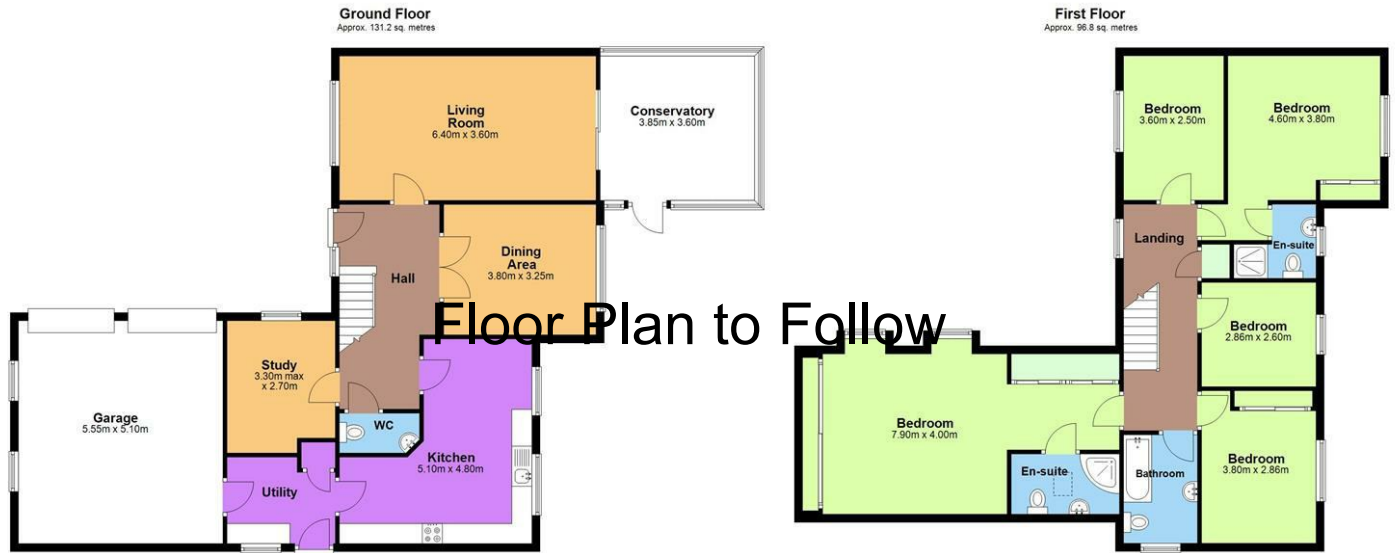 Ground Floor
Approx. 131.2 sq. metres
Living
Room
6.40m x 3.60m
Conservatory
3.85m x 3.60m
Hall
Dining
Area
3.80m x 3.25m
Study
3.30m max
x 2.70m
Garage
5.55m x 5.10m
WC
Kitchen
5.10m x 4.80m
Utility
Floor Plan to Follow
First Floor
Approx. 96.8 sq. metres
Bedroom
3.60m x 2.50m
Bedroom
4.60m x 3.80m
Landing
En-suite
Bedroom
2.86m x 2.60m
Bedroom
7.90m x 4.00m
En-suite
Bathroom
Bedroom
3.80m x 2.86m